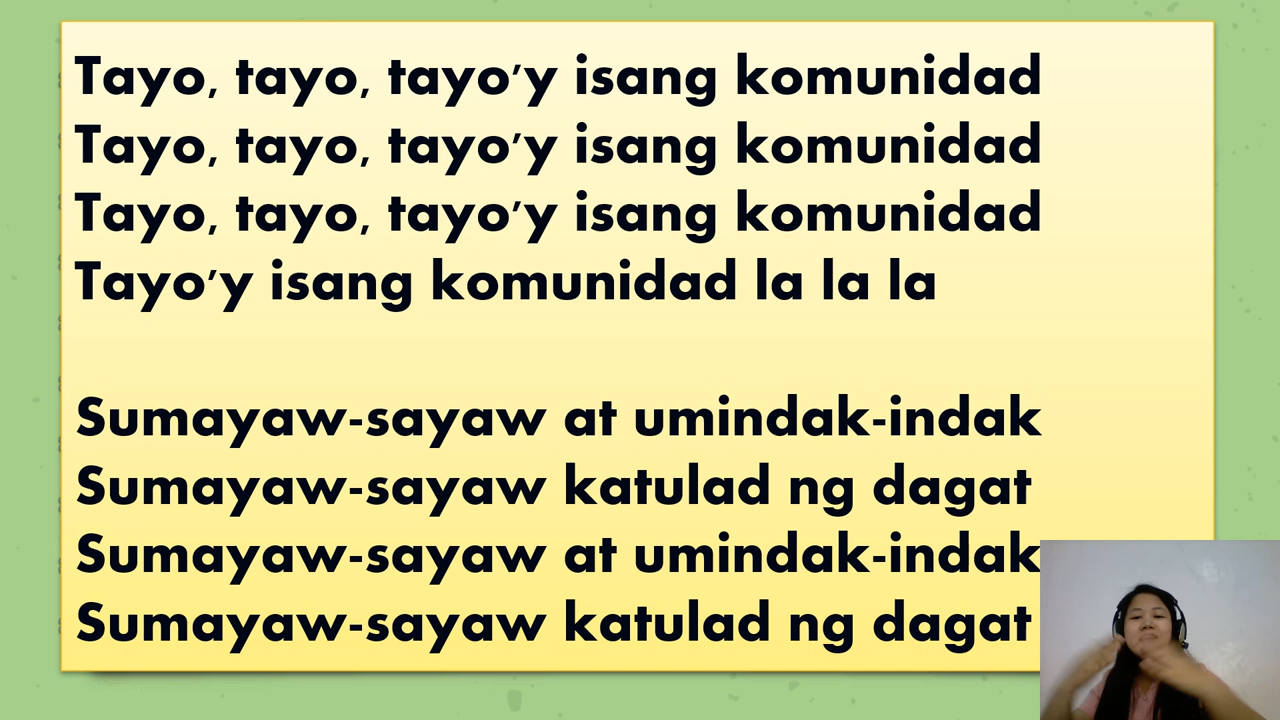 Tayo, tayo, tayo'y isang komunidad
Tayo, tayo, tayo'y isang komunidad
Tayo, tayo, tayo'y isang komunidad
Tayo'y isang komunidad la la la
Sumayaw-sayaw at umindak-indak
Sumayaw-sayaw katulad ng dagat
Sumayaw-sayaw at umindak-indak
Sumayaw-sayaw katulad ng dagat